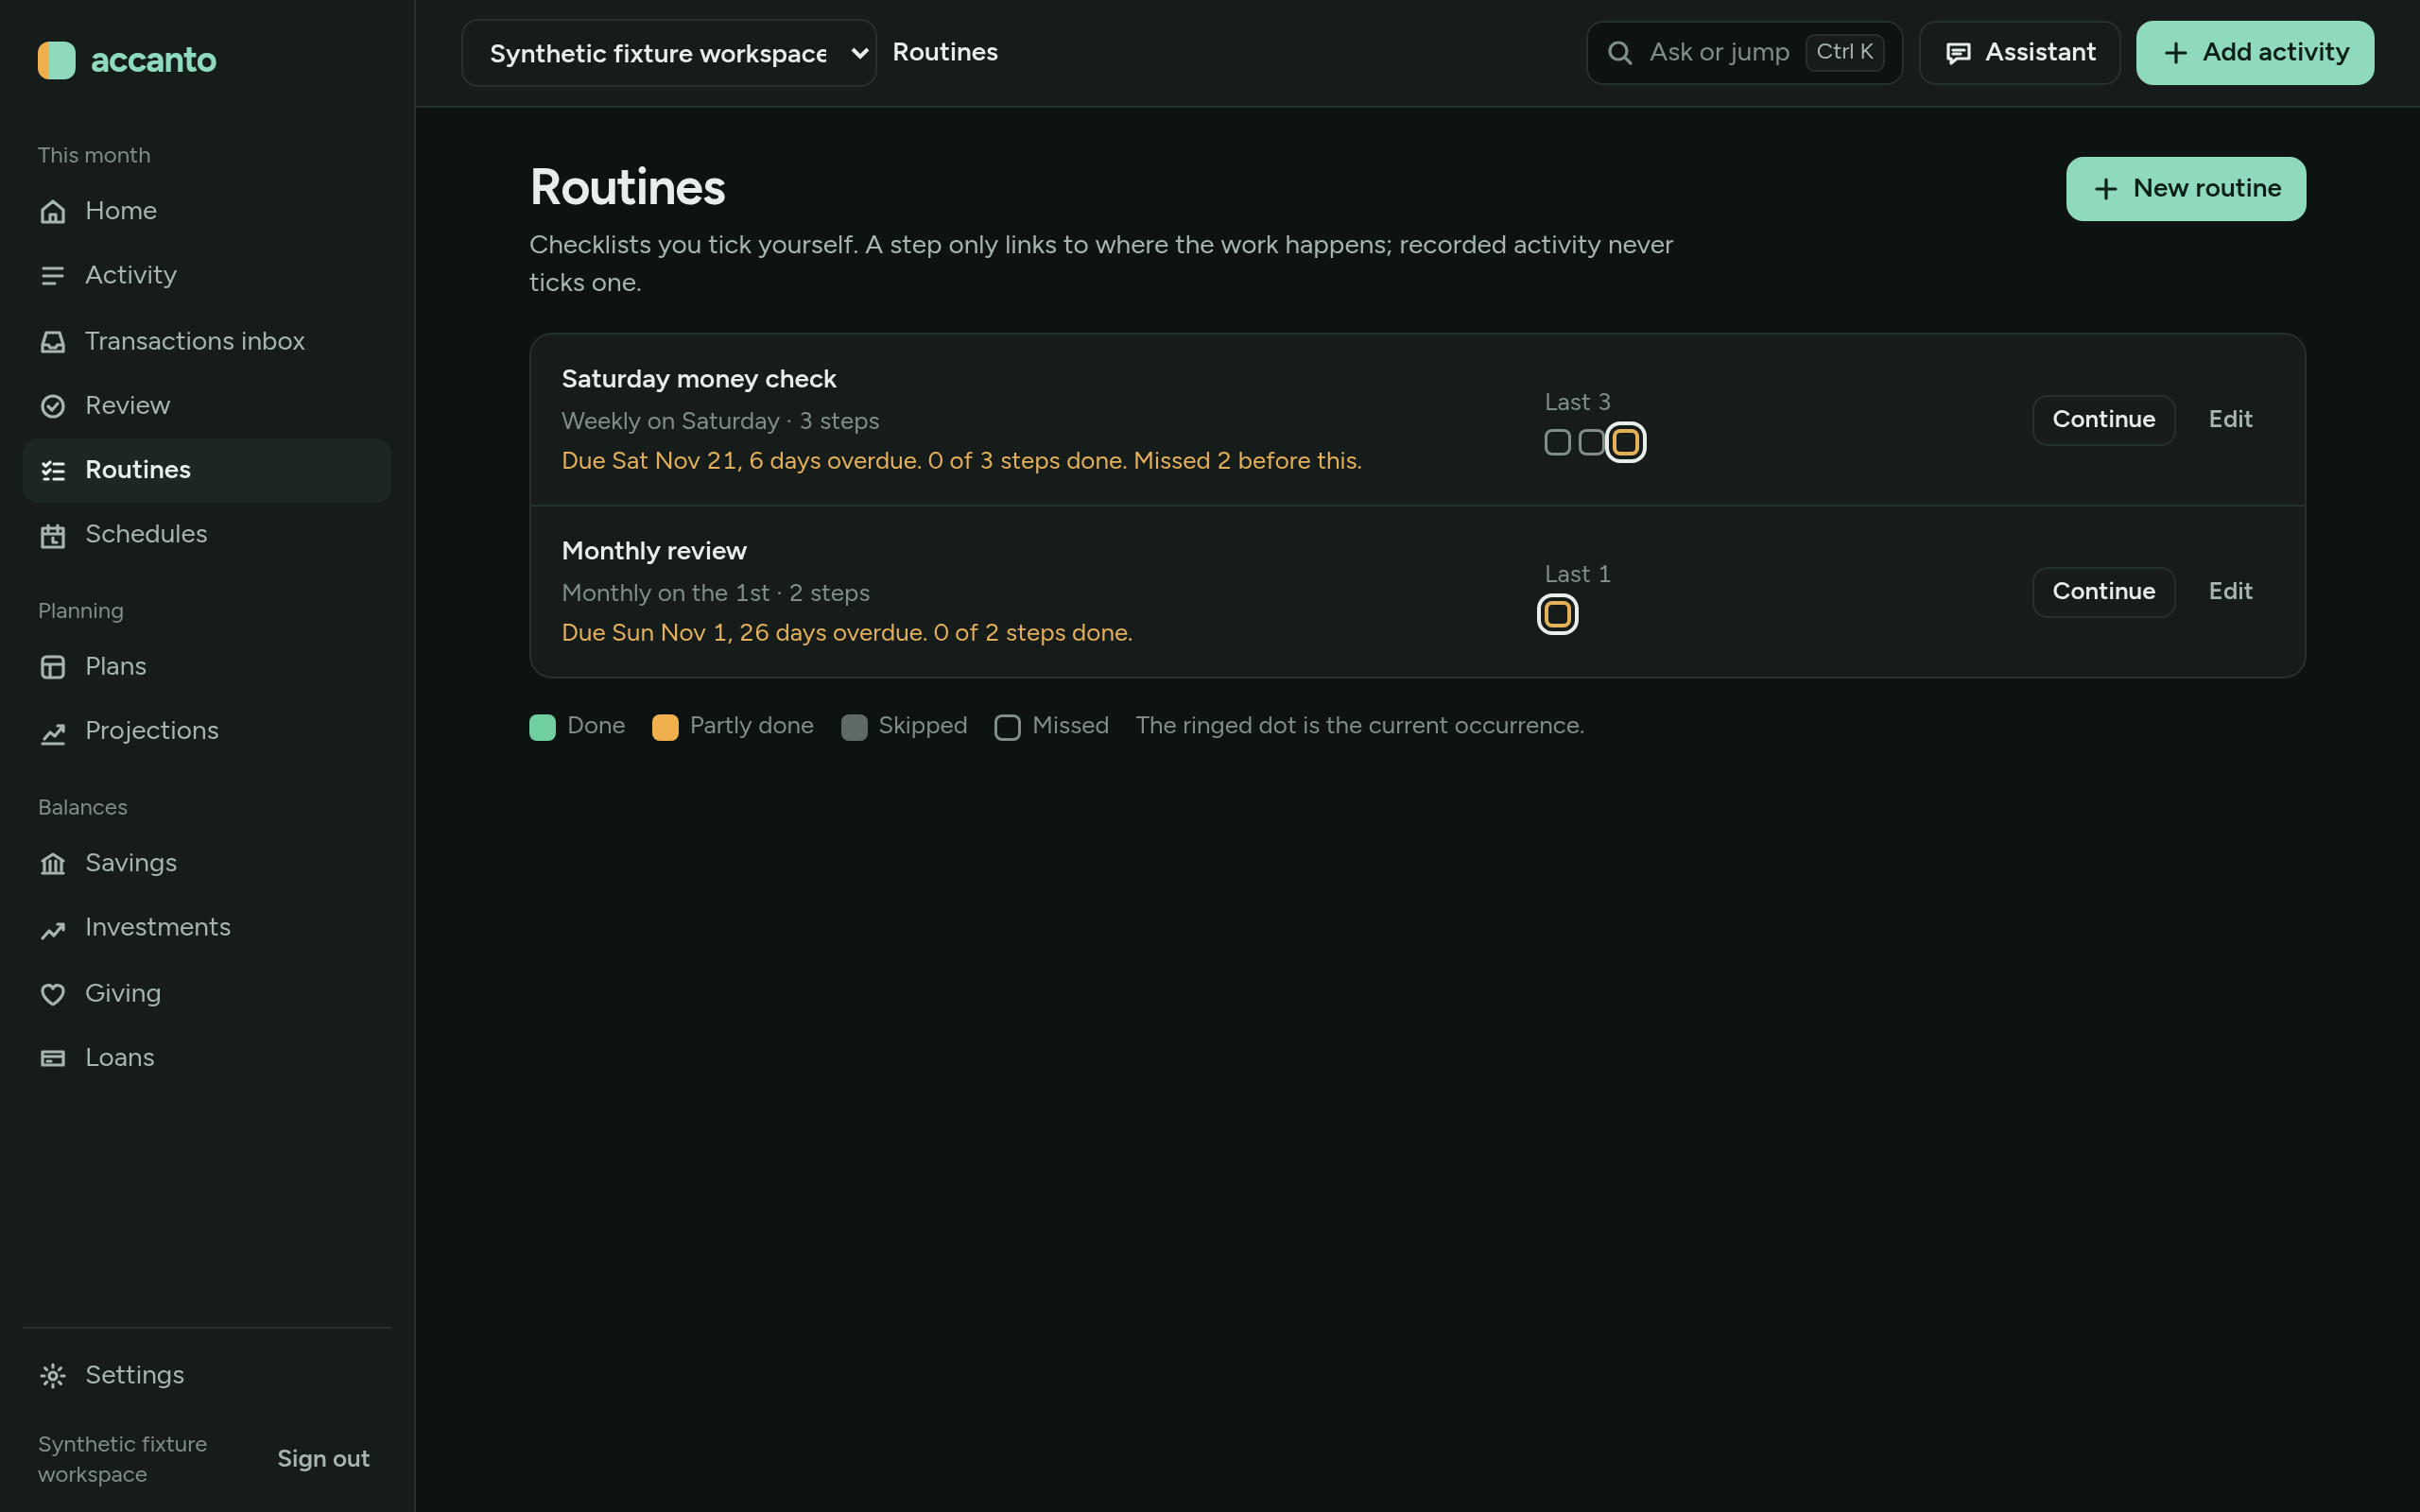 accanto
This month
Home
Activity
Transactions inbox
Review
Routines
Schedules
Planning
Plans
Projections
Balances
Savings
Investments
Giving
Loans
Settings
Synthetic fixture
workspace
Sign out
Synthetic fixture workspace
Routines
Ask or jump
Ctrl K
Assistant
Add activity
Routines
New routine
Checklists you tick yourself. A step only links to where the work happens; recorded activity never
ticks one.
Saturday money check
Weekly on Saturday · 3 steps
Due Sat Nov 21, 6 days overdue. 0 of 3 steps done. Missed 2 before this.
Last 3
Continue
Edit
Monthly review
Monthly on the 1st · 2 steps
Due Sun Nov 1, 26 days overdue. 0 of 2 steps done.
Last 1
Continue
Edit
Done
Partly done
Skipped
Missed
The ringed dot is the current occurrence.